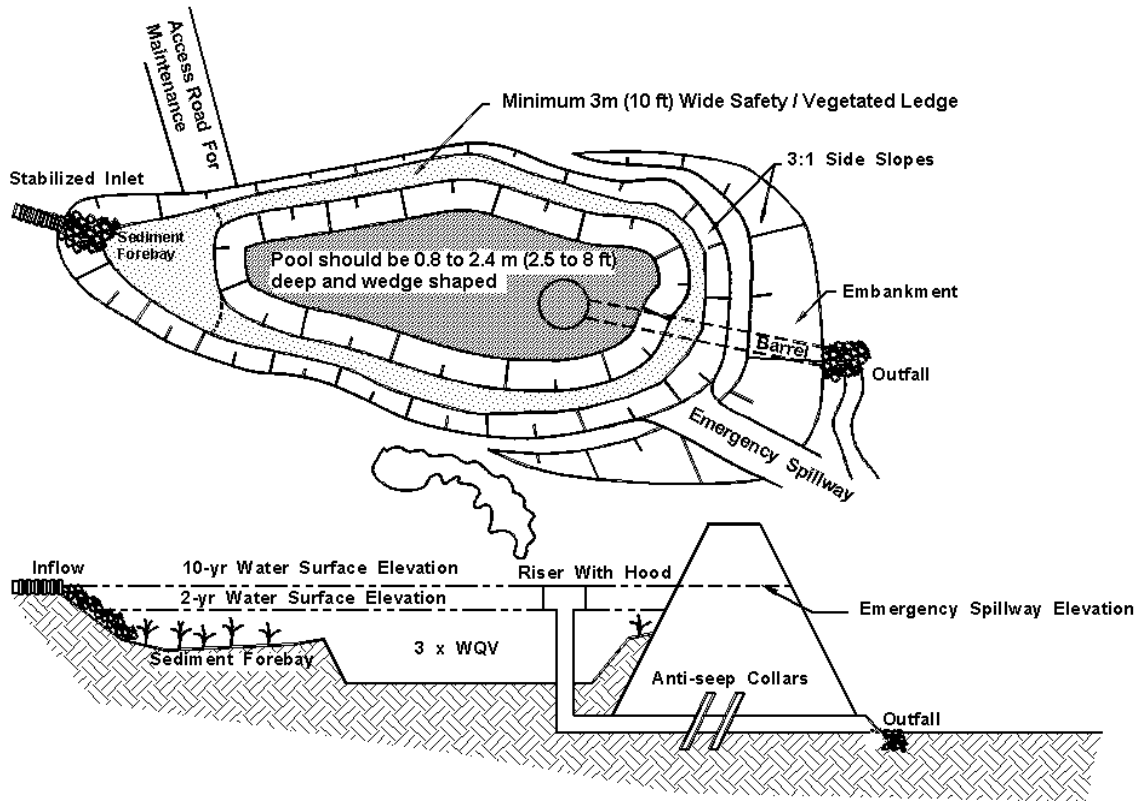 Access Road For
Maintenance
Minimum 3m (10 ft) Wide Safety / Vegetated Ledge
3:1 Side Slopes
Stabilized Inlet
Sediment
Forebay
Pool should be 0.8 to 2.4 m (2.5 to 8 ft)
deep and wedge shaped
Embankment
Barrel
Outfall
Emergency Spillway
Inflow
10-yr Water Surface Elevation
Riser With Hood
2-yr Water Surface Elevation
Emergency Spillway Elevation
Sediment Forebay
3 x WQV
Anti-seep Collars
Outfall